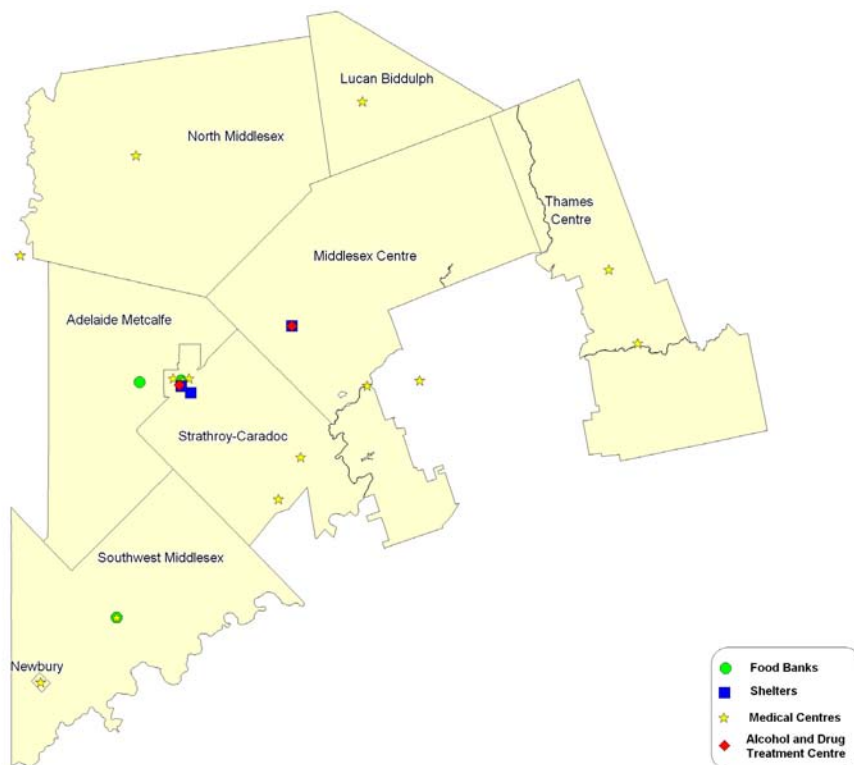 Lucan Biddulph
North Middlesex
Thames
Centre
Middlesex Centre
Adelaide Metcalfe
Strathroy-Caradoc
Southwest Middlesex
Newbury
Food Banks
Shelters
Medical Centres
Alcohol and Drug
Treatment Centre